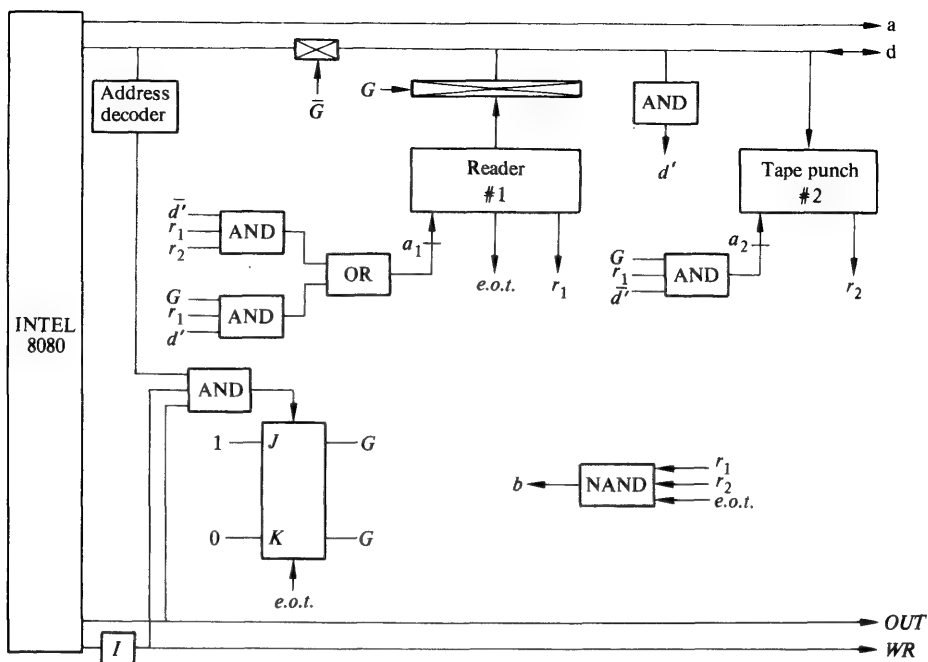 a
d
Address
decoder
Ḡ
G
AND
d′
Reader
#1
Tape punch
#2
d̄′
r₁
r₂
AND
OR
a₁
e.o.t.
r₁
G
r₁
d′
AND
G
r₁
d̄′
AND
a₂
r₂
INTEL
8080
AND
1
J
G
0
K
G
e.o.t.
b
NAND
r₁
r₂
e.o.t.
OUT
I
WR